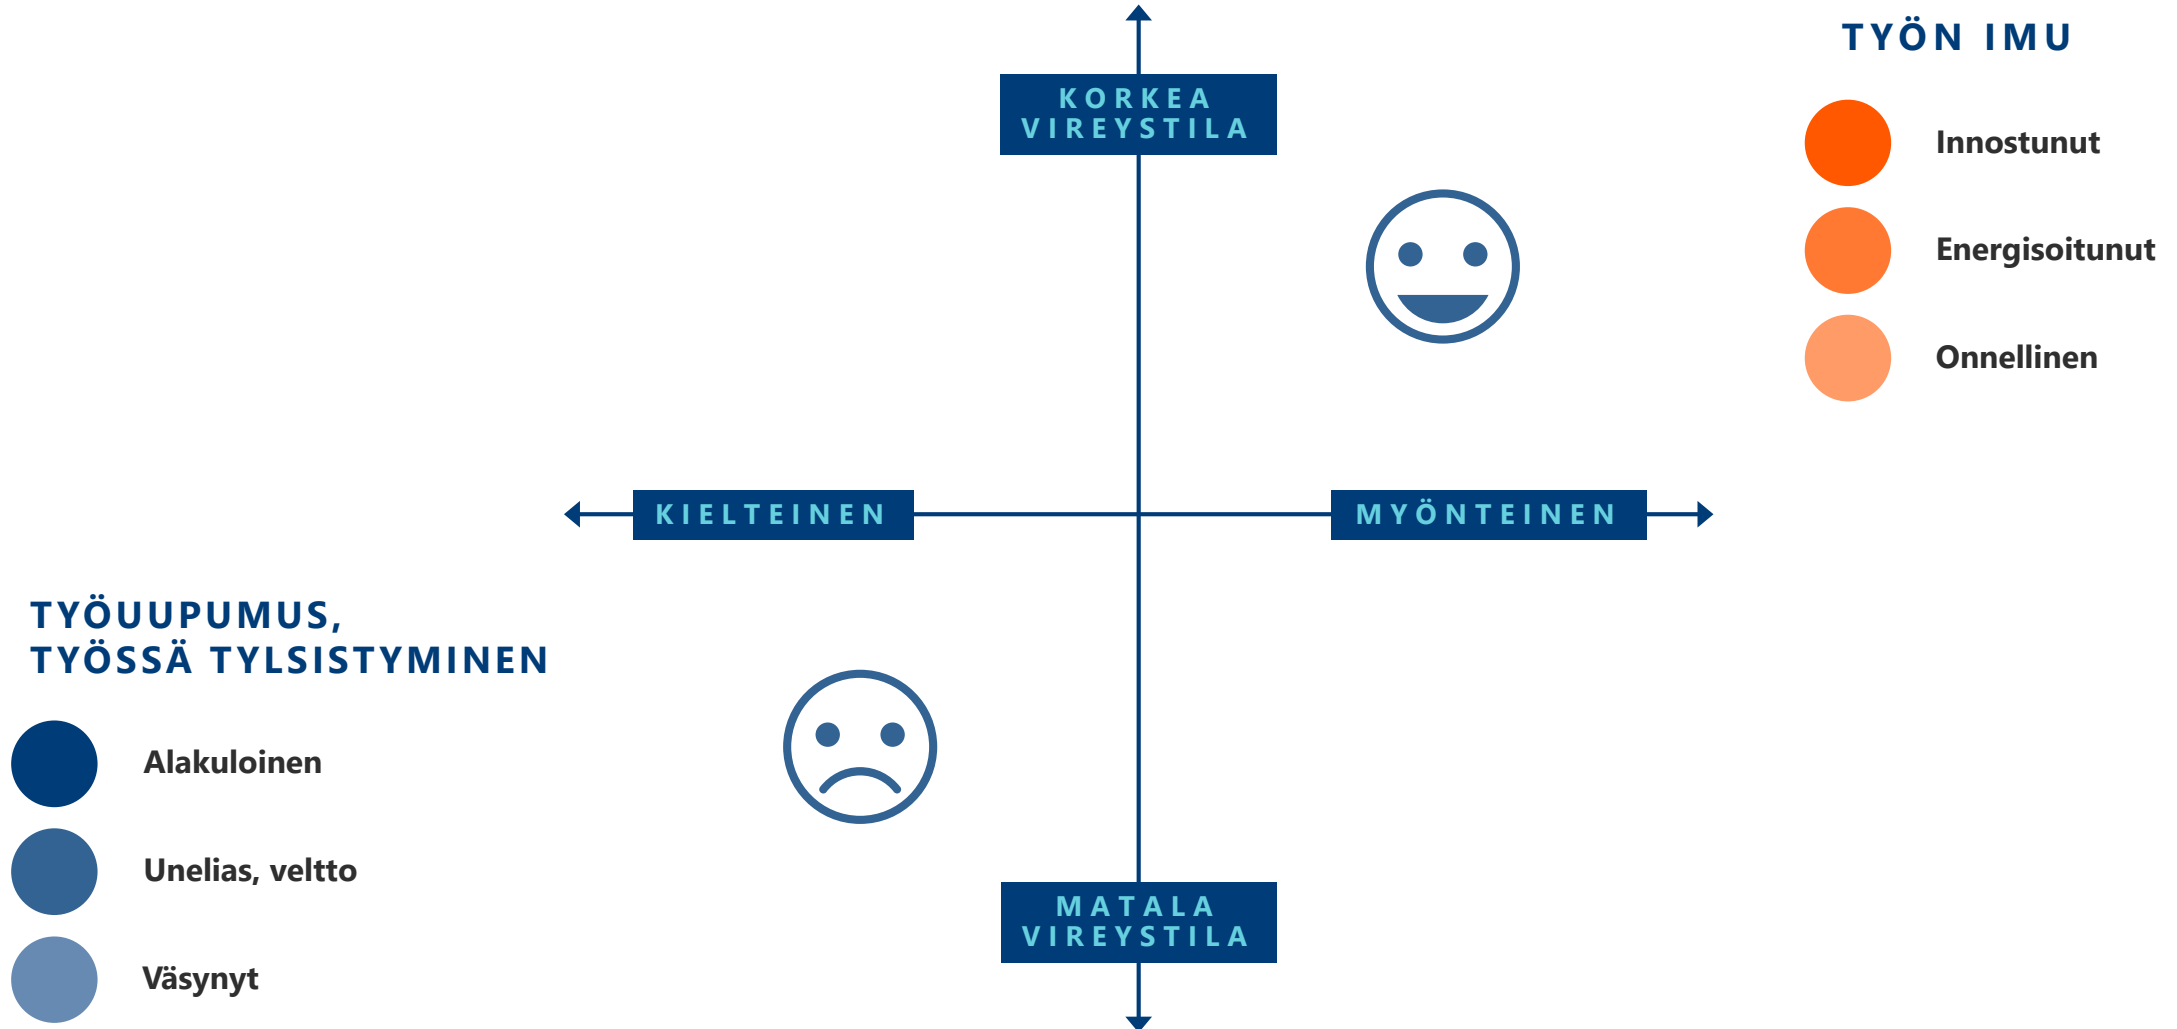 TYÖN IMU
KORKEA
VIREYSTILA
Innostunut
Energisoitunut
Onnellinen
KIELTEINEN
MYÖNTEINEN
TYÖUUPUMUS,
TYÖSSÄ TYLSISTYMINEN
Alakuloinen
Unelias, veltto
Väsynyt
MATALA
VIREYSTILA